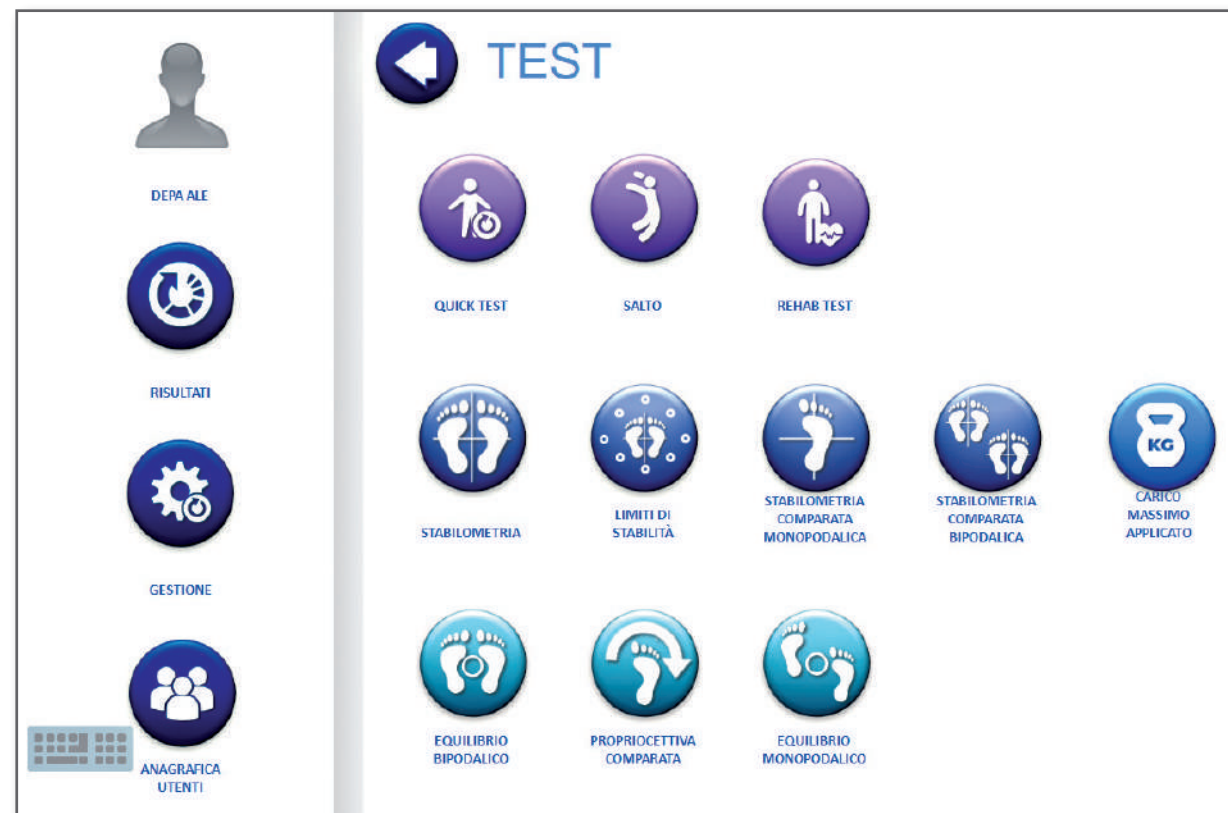 DEPA ALE
RISULTATI
GESTIONE
ANAGRAFICA
UTENTI
TEST
QUICK TEST
SALTO
REHAB TEST
STABILOMETRIA
LIMITI DI
STABILITÀ
STABILOMETRIA
COMPARATA
MONOPODALICA
STABILOMETRIA
COMPARATA
BIPODALICA
KG
CARICO
MASSIMO
APPLICATO
EQUILIBRIO
BIPODALICO
PROPRIOCETTIVA
COMPARATA
EQUILIBRIO
MONOPODALICO